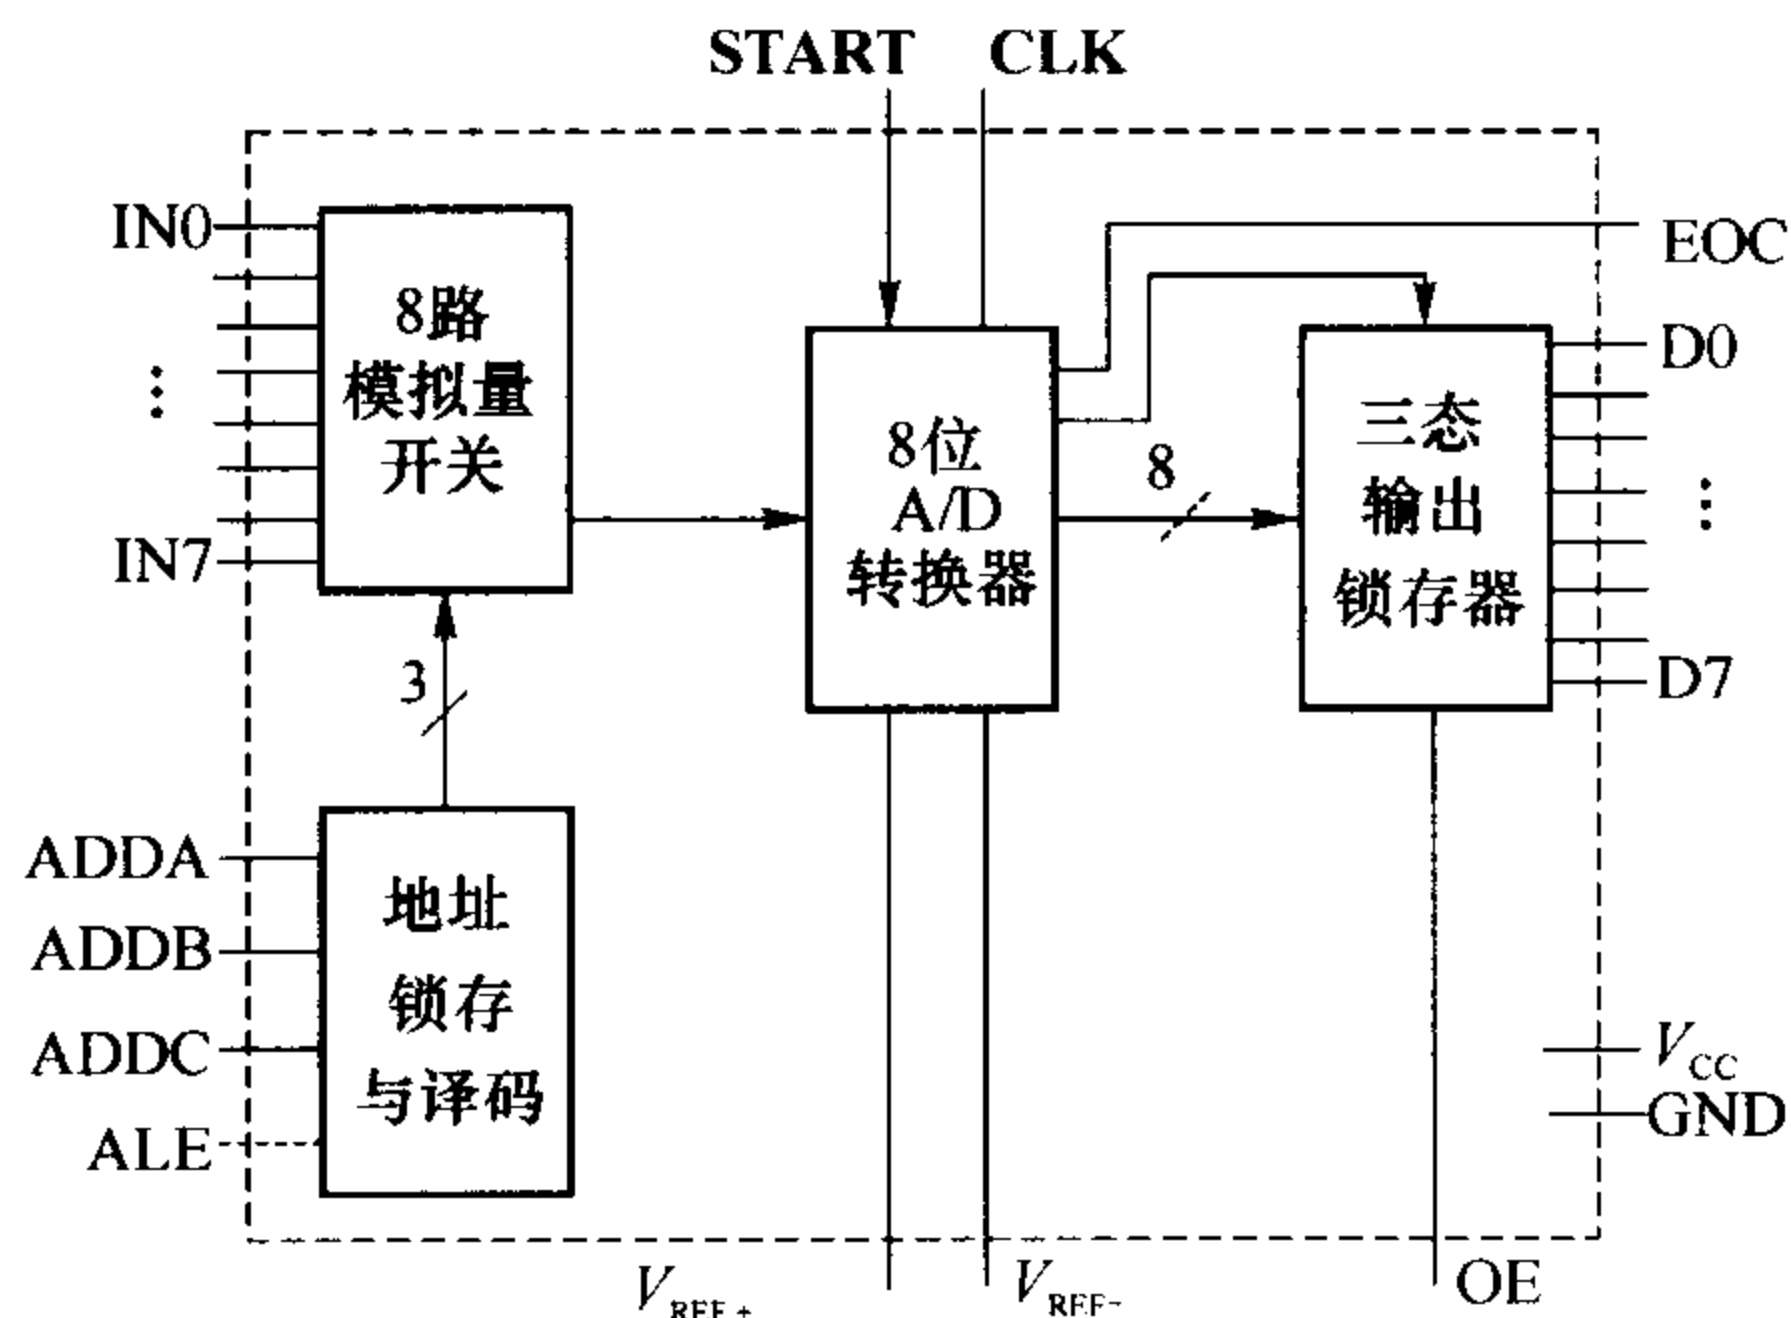 START CLK
IN0
⋮
IN7
8路
模拟量
开关
3
ADDA
ADDB
ADDC
ALE
地址
锁存
与译码
8位
A/D
转换器
8
三态
输出
锁存器
EOC
D0
⋮
D7
VCC
GND
VREF+
VREF-
OE